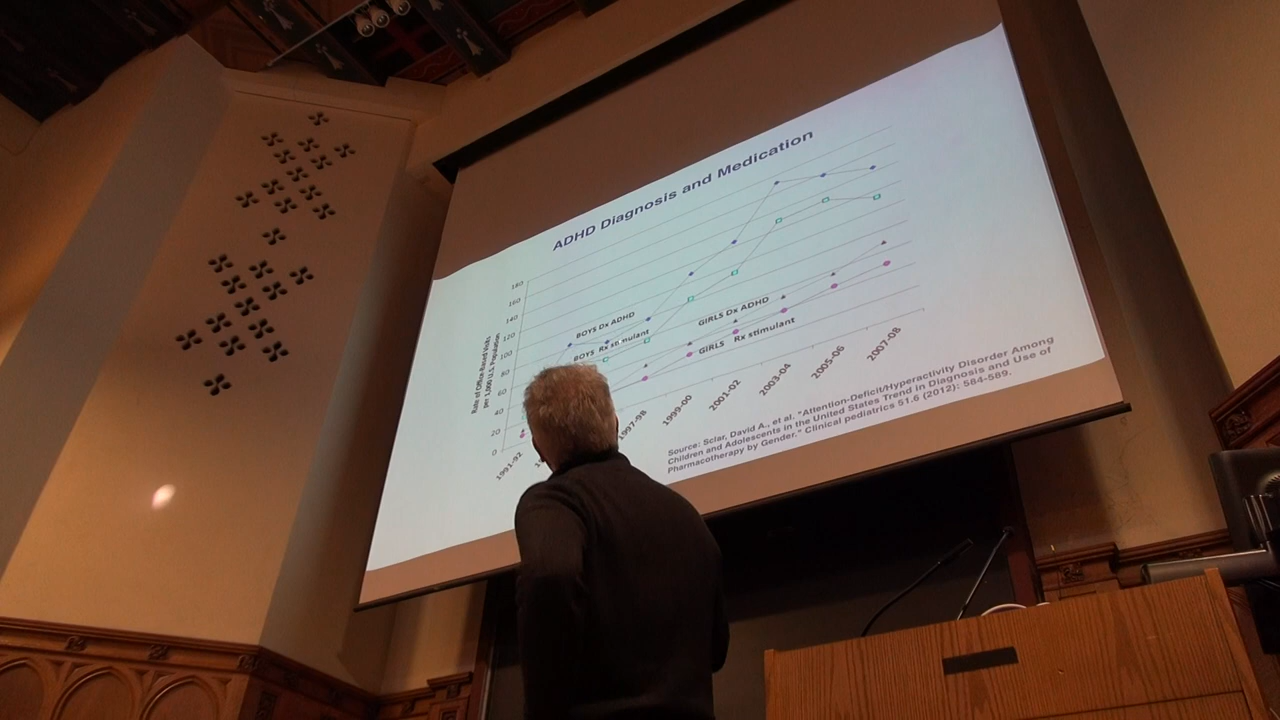 ADHD Diagnosis and Medication
Rate of Office-Based Visits
per 1,000 U.S. Population
180
160
140
120
100
80
60
40
20
0
BOYS Dx ADHD
BOYS Rx stimulant
GIRLS Dx ADHD
GIRLS Rx stimulant
1991-92
1997-98
1999-00
2001-02
2003-04
2005-06
2007-08
Source: Sclar, David A., et al. "Attention-Deficit/Hyperactivity Disorder Among
Children and Adolescents in the United States Trend in Diagnosis and Use of
Pharmacotherapy by Gender." Clinical pediatrics 51.6 (2012): 584-589.